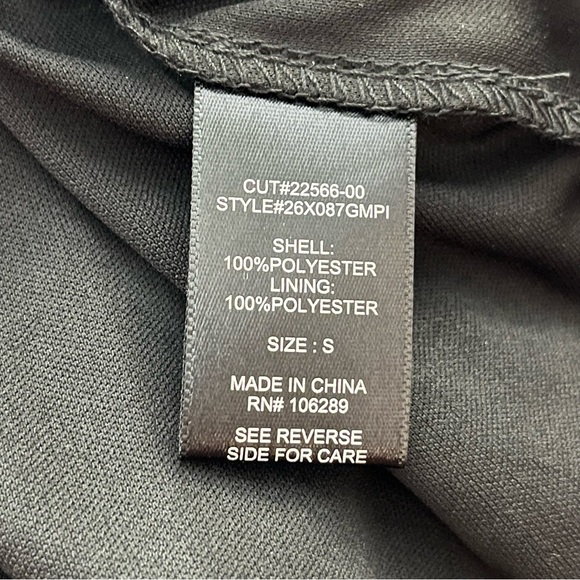 CUT#22566-00
STYLE#26X087GMPI
SHELL:
100%POLYESTER
LINING:
100%POLYESTER
SIZE : S
MADE IN CHINA
RN# 106289
SEE REVERSE
SIDE FOR CARE